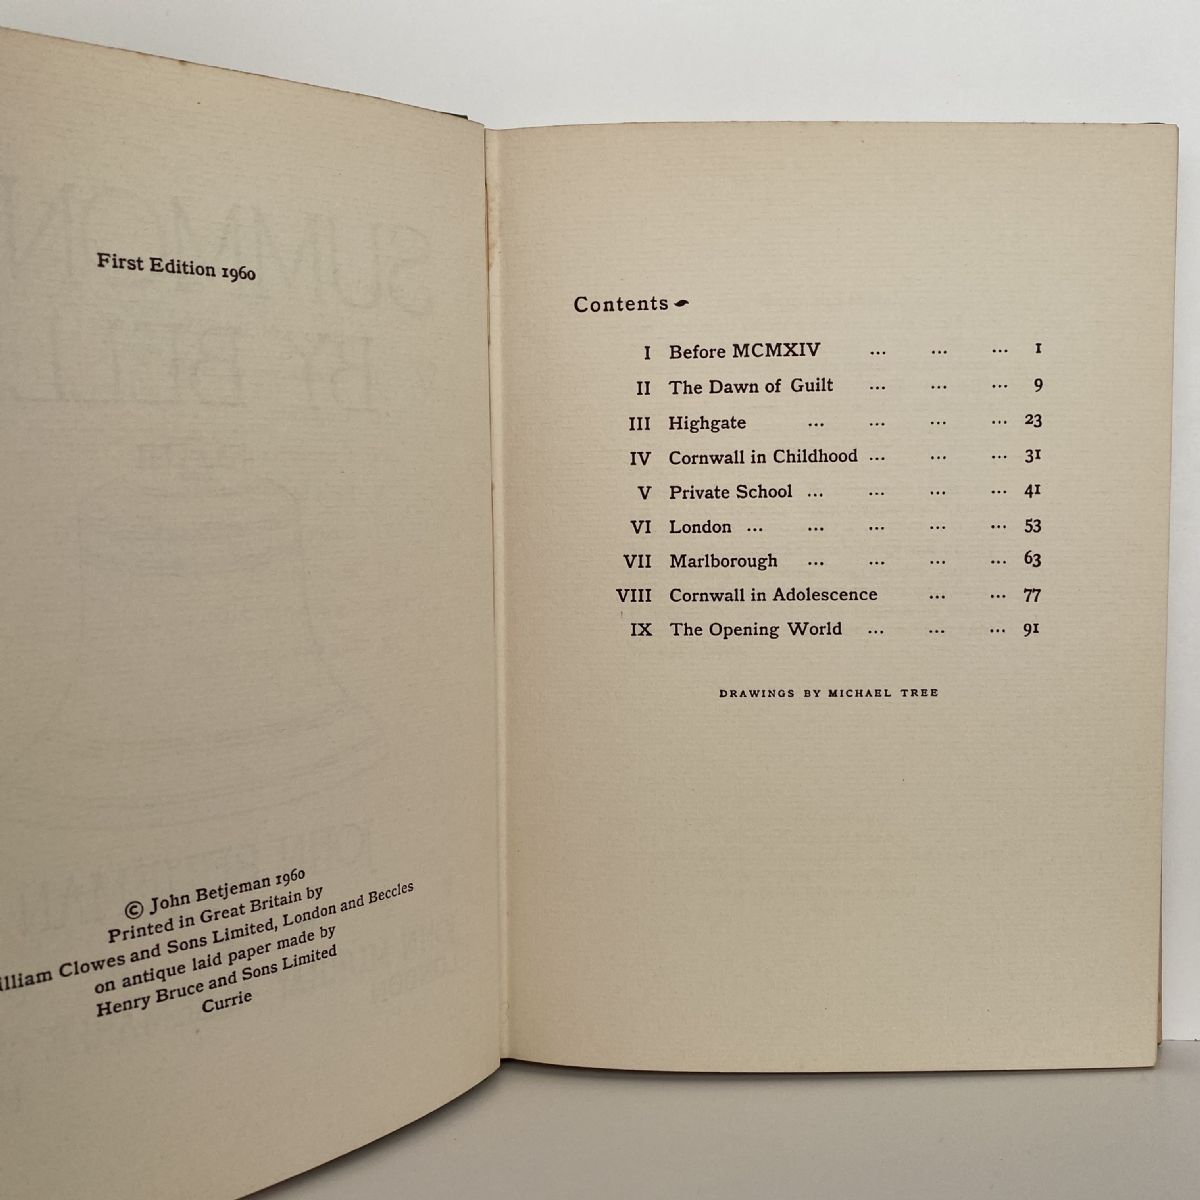 First Edition 1960
© John Betjeman 1960
Printed in Great Britain by
illiam Clowes and Sons Limited, London and Beccles
on antique laid paper made by
Henry Bruce and Sons Limited
Currie
Contents
I Before MCMXIV ... ... ... 1
II The Dawn of Guilt ... ... ... 9
III Highgate ... ... ... ... 23
IV Cornwall in Childhood ... ... ... 31
V Private School ... ... ... ... 41
VI London ... ... ... ... ... 53
VII Marlborough ... ... ... ... 63
VIII Cornwall in Adolescence ... ... 77
IX The Opening World ... ... ... 91
DRAWINGS BY MICHAEL TREE